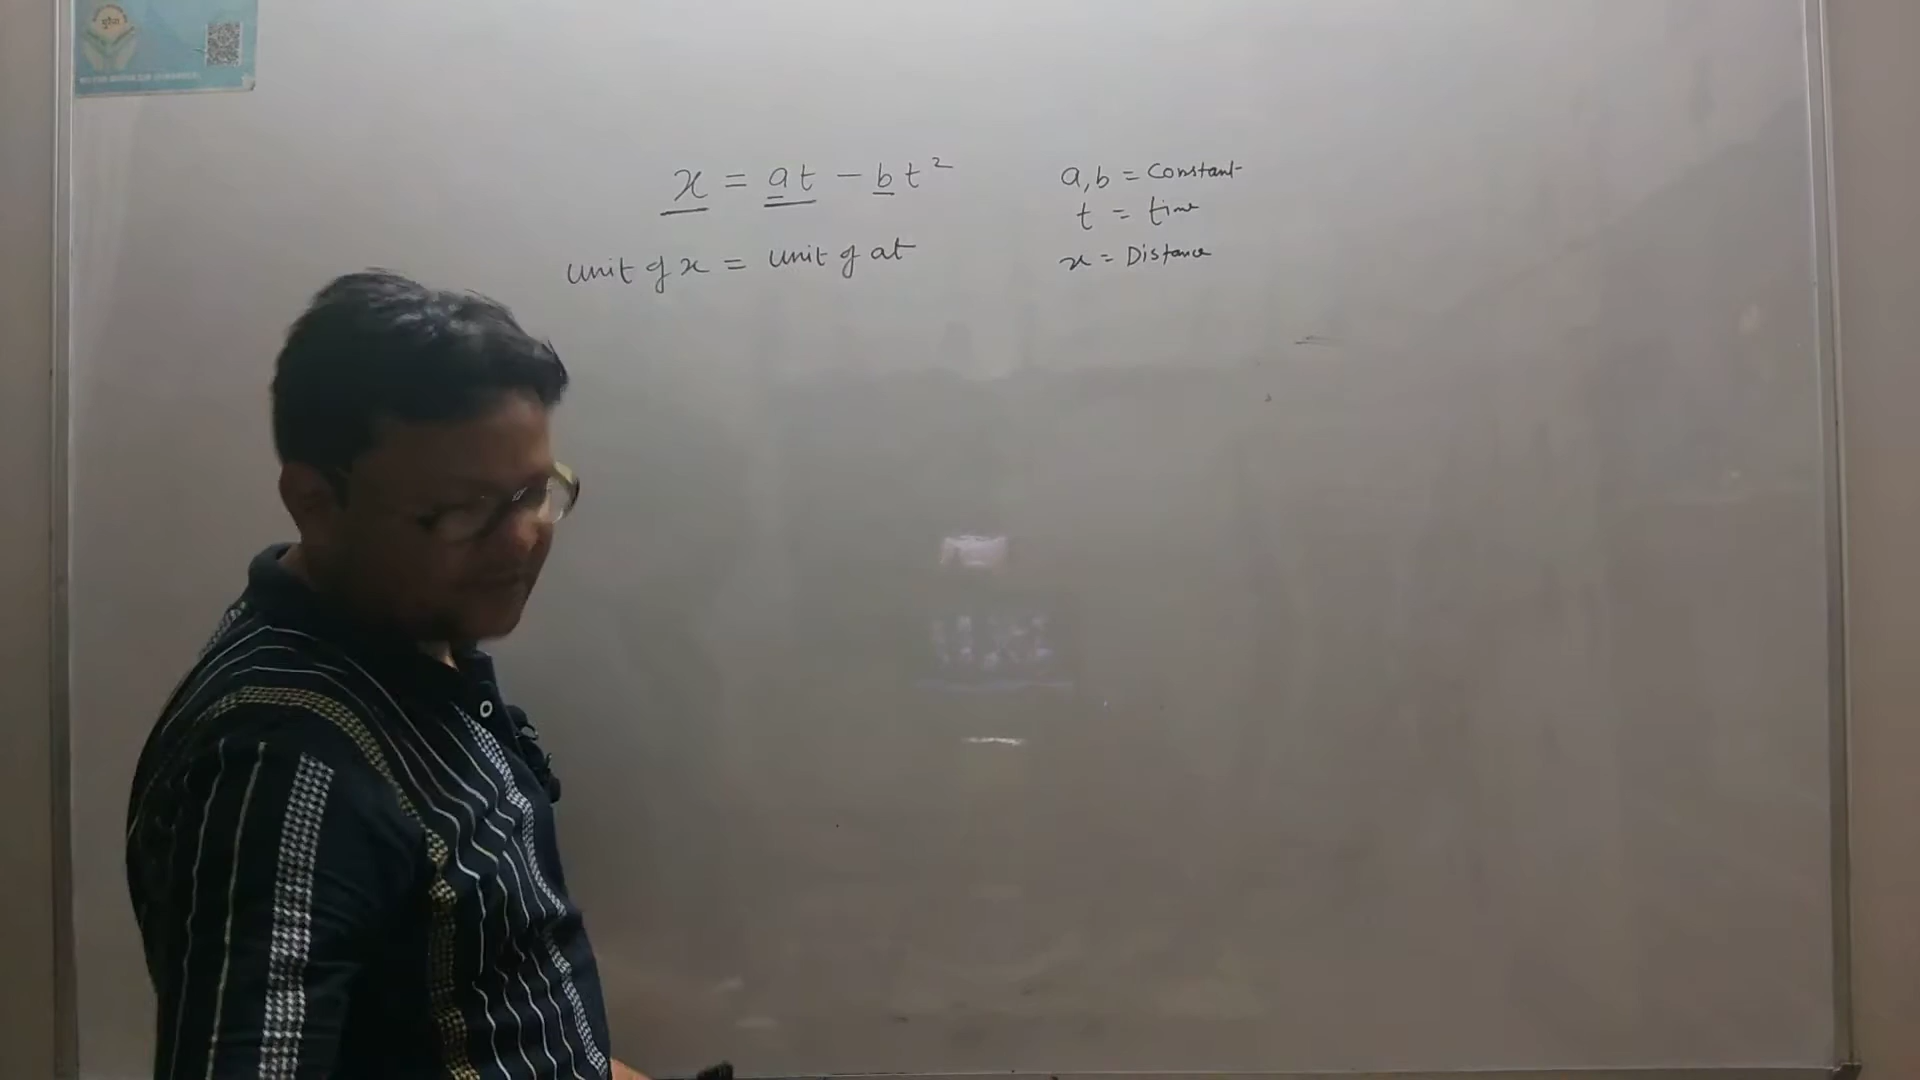 x = at - bt²
unit of x = unit of at
a, b = Constant
t = time
x = Distance